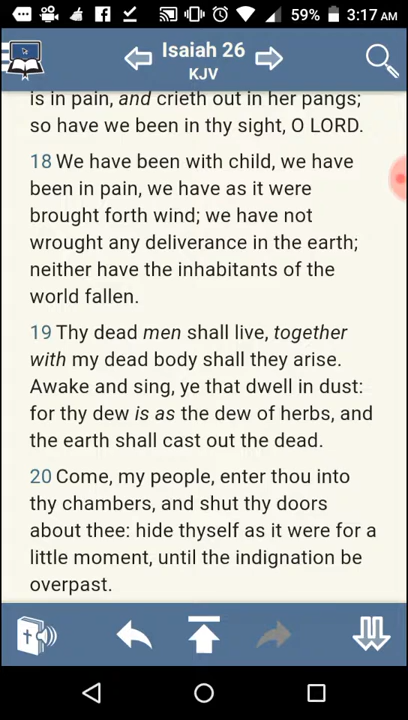 59% 3:17 AM
Isaiah 26
KJV
is in pain, and crieth out in her pangs;
so have we been in thy sight, O LORD.
18 We have been with child, we have
been in pain, we have as it were
brought forth wind; we have not
wrought any deliverance in the earth;
neither have the inhabitants of the
world fallen.
19 Thy dead men shall live, together
with my dead body shall they arise.
Awake and sing, ye that dwell in dust:
for thy dew is as the dew of herbs, and
the earth shall cast out the dead.
20 Come, my people, enter thou into
thy chambers, and shut thy doors
about thee: hide thyself as it were for a
little moment, until the indignation be
overpast.